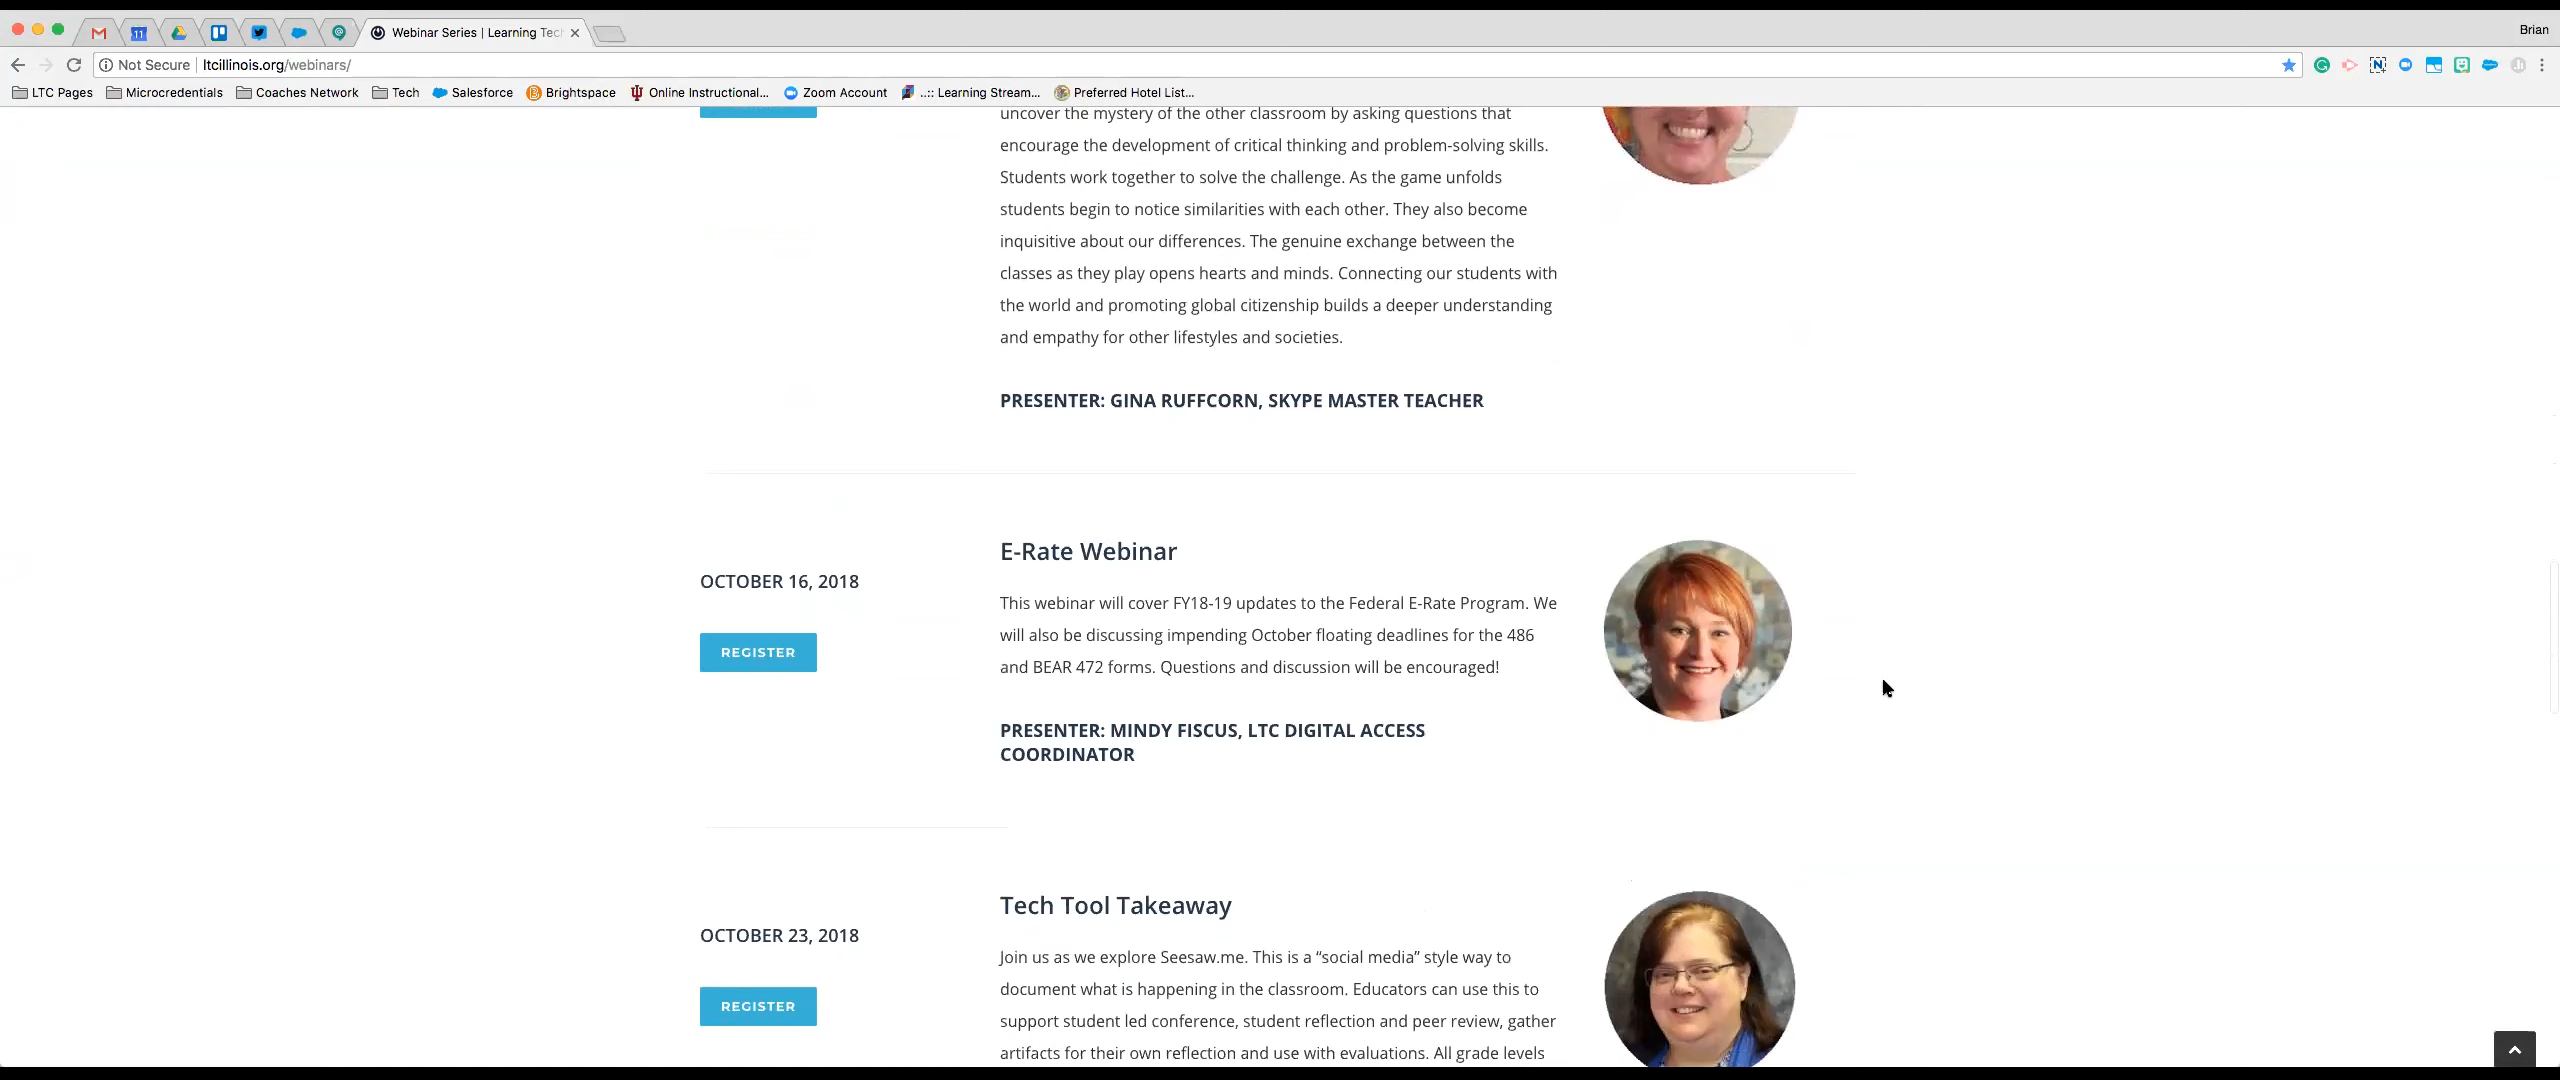 Webinar Series | Learning Tec
Brian
Not Secure
ltcillinois.org/webinars/
LTC Pages
Microcredentials
Coaches Network
Tech
Salesforce
Brightspace
Online Instructional...
Zoom Account
..:: Learning Stream...
Preferred Hotel List...
uncover the mystery of the other classroom by asking questions that
encourage the development of critical thinking and problem-solving skills.
Students work together to solve the challenge. As the game unfolds
students begin to notice similarities with each other. They also become
inquisitive about our differences. The genuine exchange between the
classes as they play opens hearts and minds. Connecting our students with
the world and promoting global citizenship builds a deeper understanding
and empathy for other lifestyles and societies.
PRESENTER: GINA RUFFCORN, SKYPE MASTER TEACHER
OCTOBER 16, 2018
REGISTER
E-Rate Webinar
This webinar will cover FY18-19 updates to the Federal E-Rate Program. We
will also be discussing impending October floating deadlines for the 486
and BEAR 472 forms. Questions and discussion will be encouraged!
PRESENTER: MINDY FISCUS, LTC DIGITAL ACCESS
COORDINATOR
OCTOBER 23, 2018
REGISTER
Tech Tool Takeaway
Join us as we explore Seesaw.me. This is a “social media” style way to
document what is happening in the classroom. Educators can use this to
support student led conference, student reflection and peer review, gather
artifacts for their own reflection and use with evaluations. All grade levels